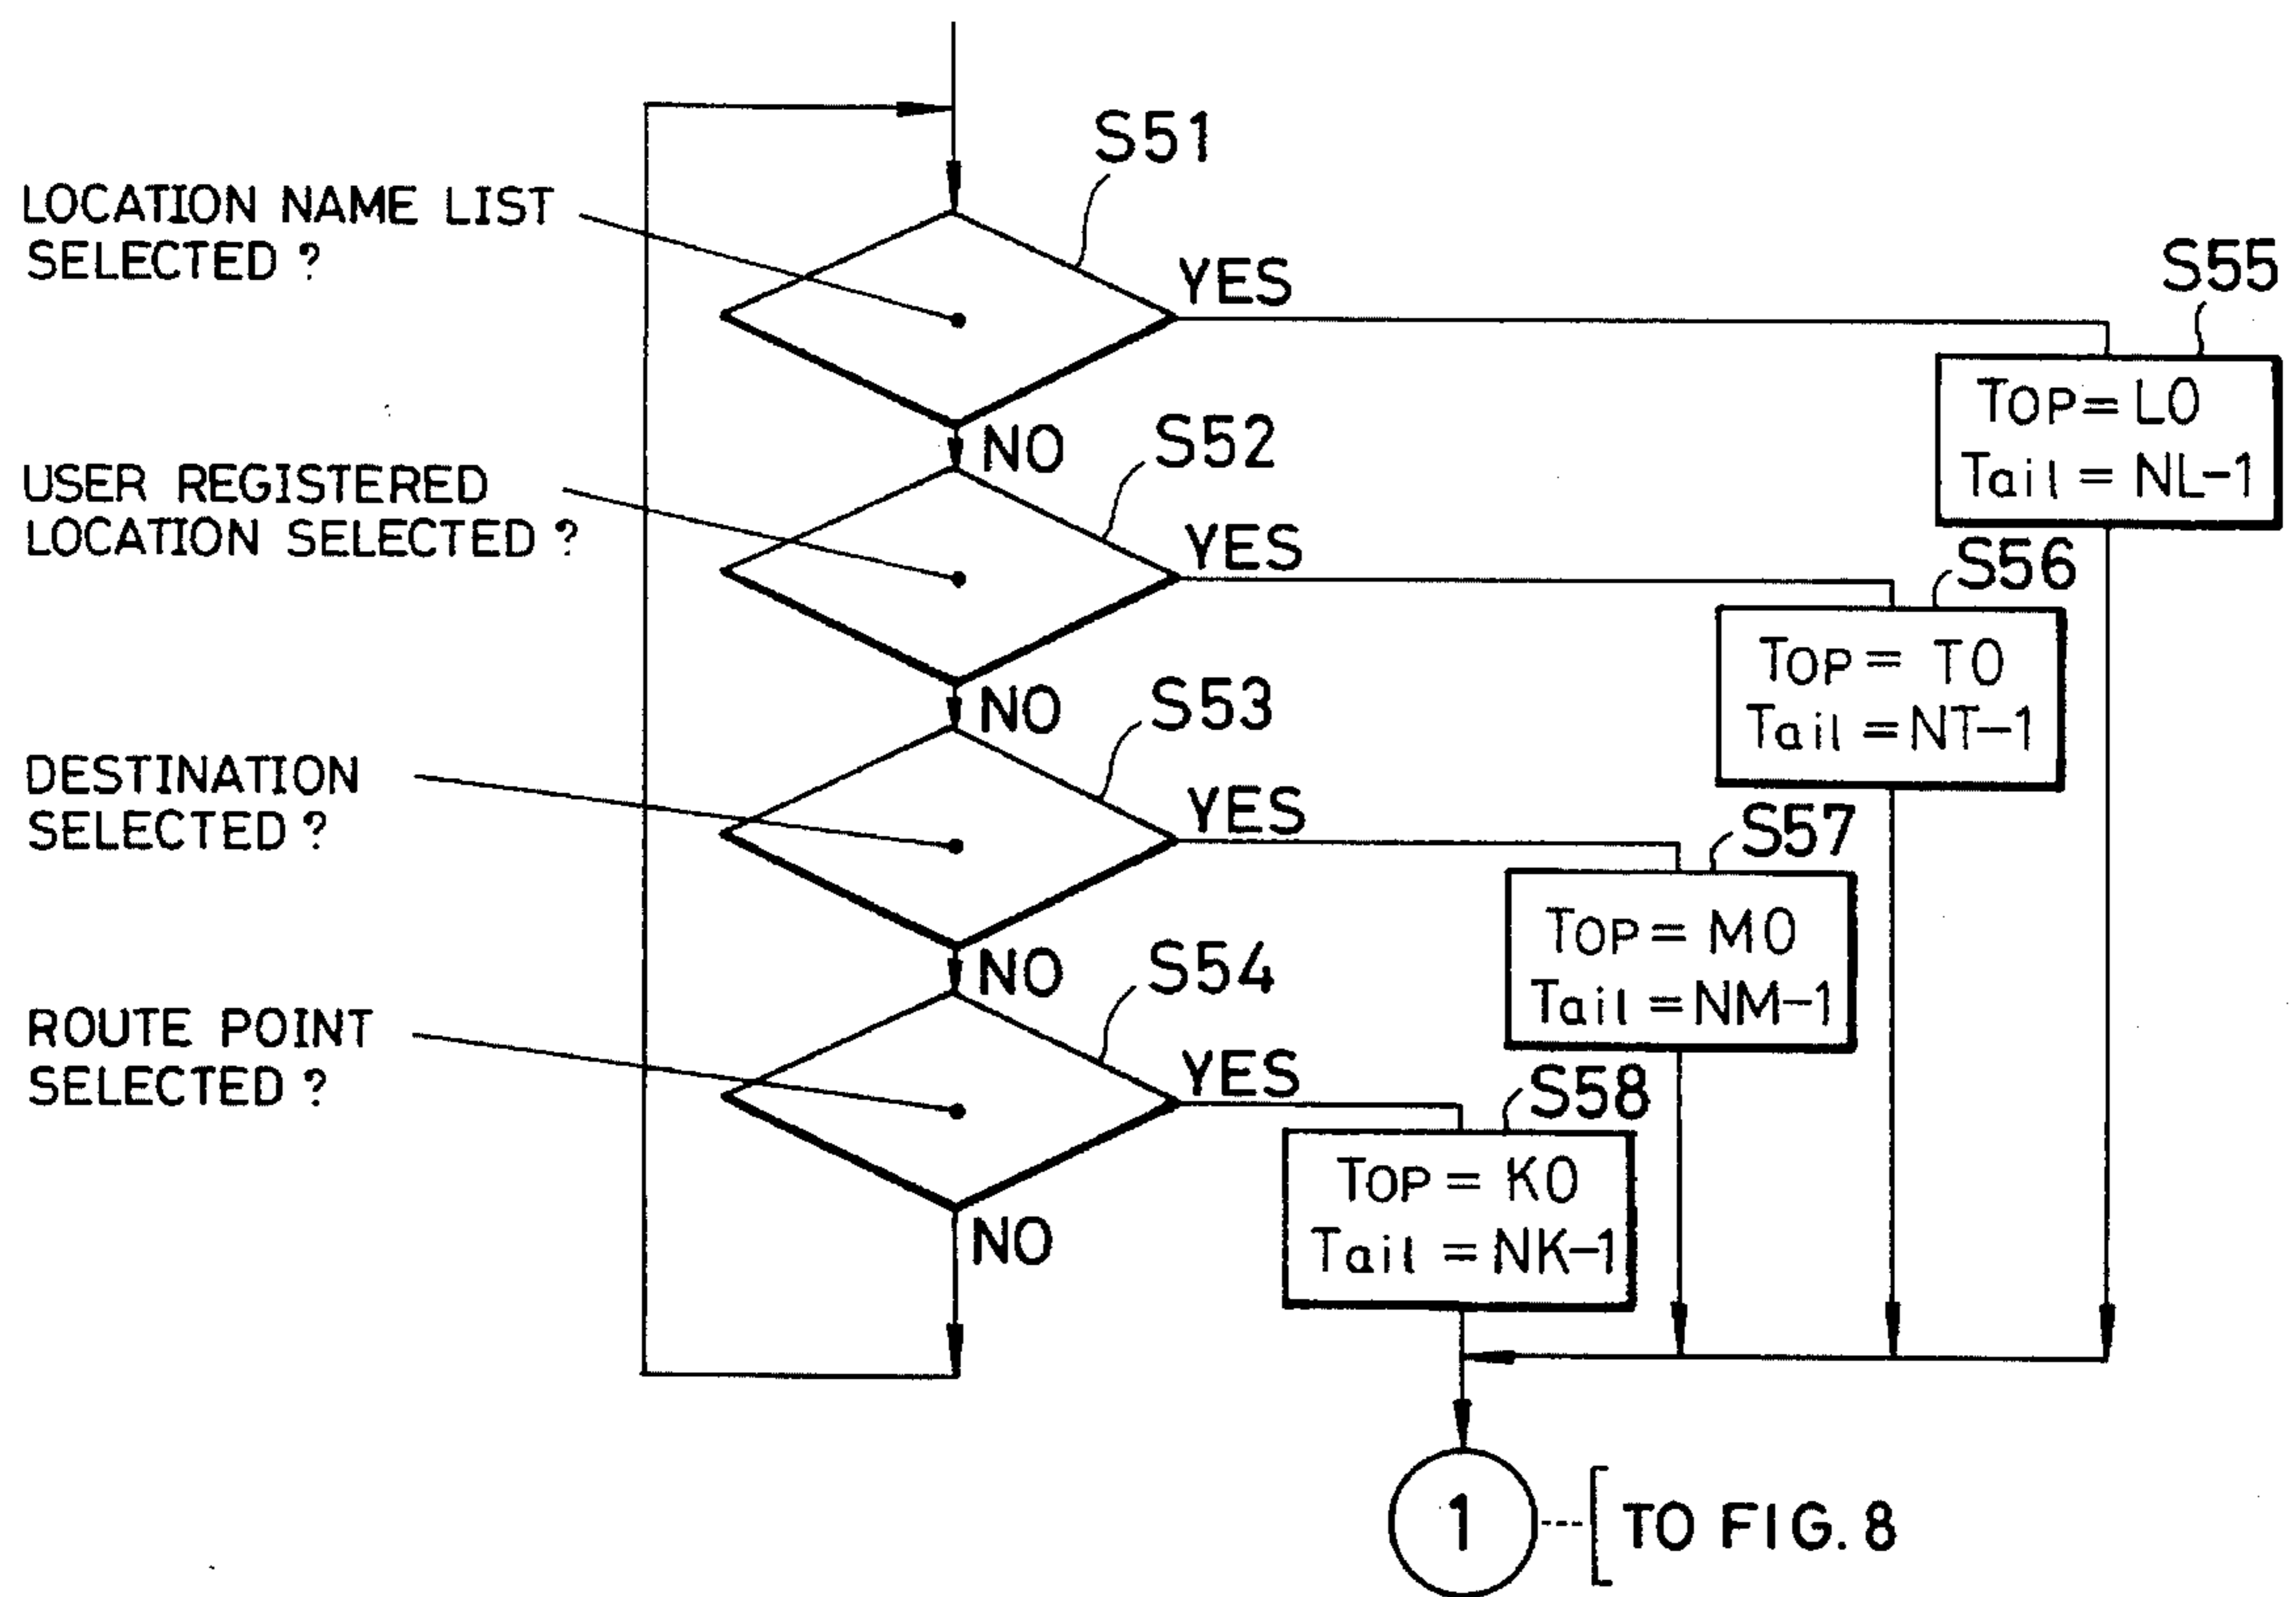 S51
LOCATION NAME LIST
SELECTED ?
YES
S55
TOP = L0
Tail = NL-1
NO
S52
USER REGISTERED
LOCATION SELECTED ?
YES
S56
TOP = T0
Tail = NT-1
NO
S53
DESTINATION
SELECTED ?
YES
S57
TOP = M0
Tail = NM-1
NO
S54
ROUTE POINT
SELECTED ?
YES
S58
TOP = K0
Tail = NK-1
NO
1
TO FIG. 8